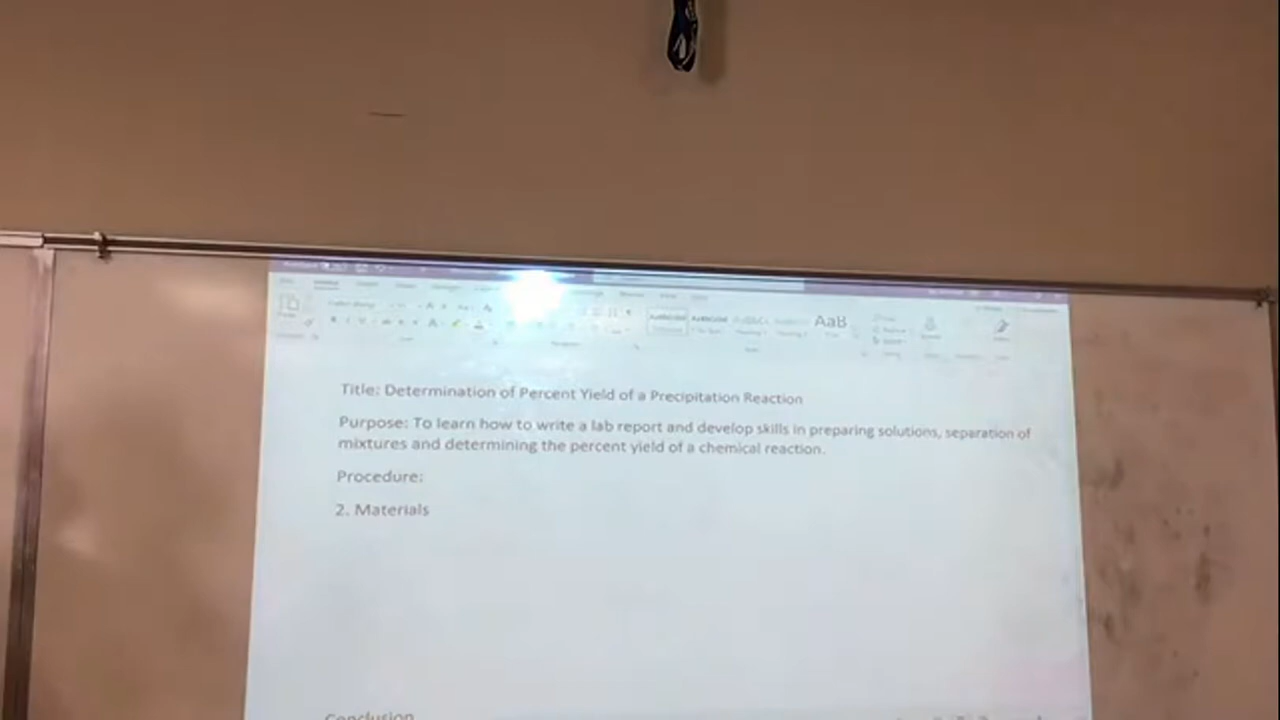 AaB
Title: Determination of Percent Yield of a Precipitation Reaction
Purpose: To learn how to write a lab report and develop skills in preparing solutions, separation of
mixtures and determining the percent yield of a chemical reaction.
Procedure:
2. Materials
Conclusion